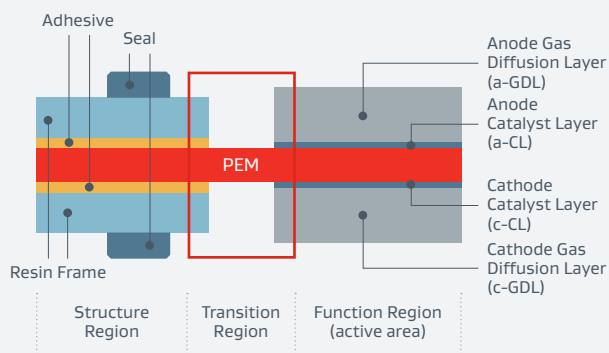 Adhesive
Seal
Anode Gas
Diffusion Layer
(a-GDL)
Anode
Catalyst Layer
(a-CL)
PEM
Cathode
Catalyst Layer
(c-CL)
Cathode Gas
Diffusion Layer
(c-GDL)
Resin Frame
Structure
Region
Transition
Region
Function Region
(active area)